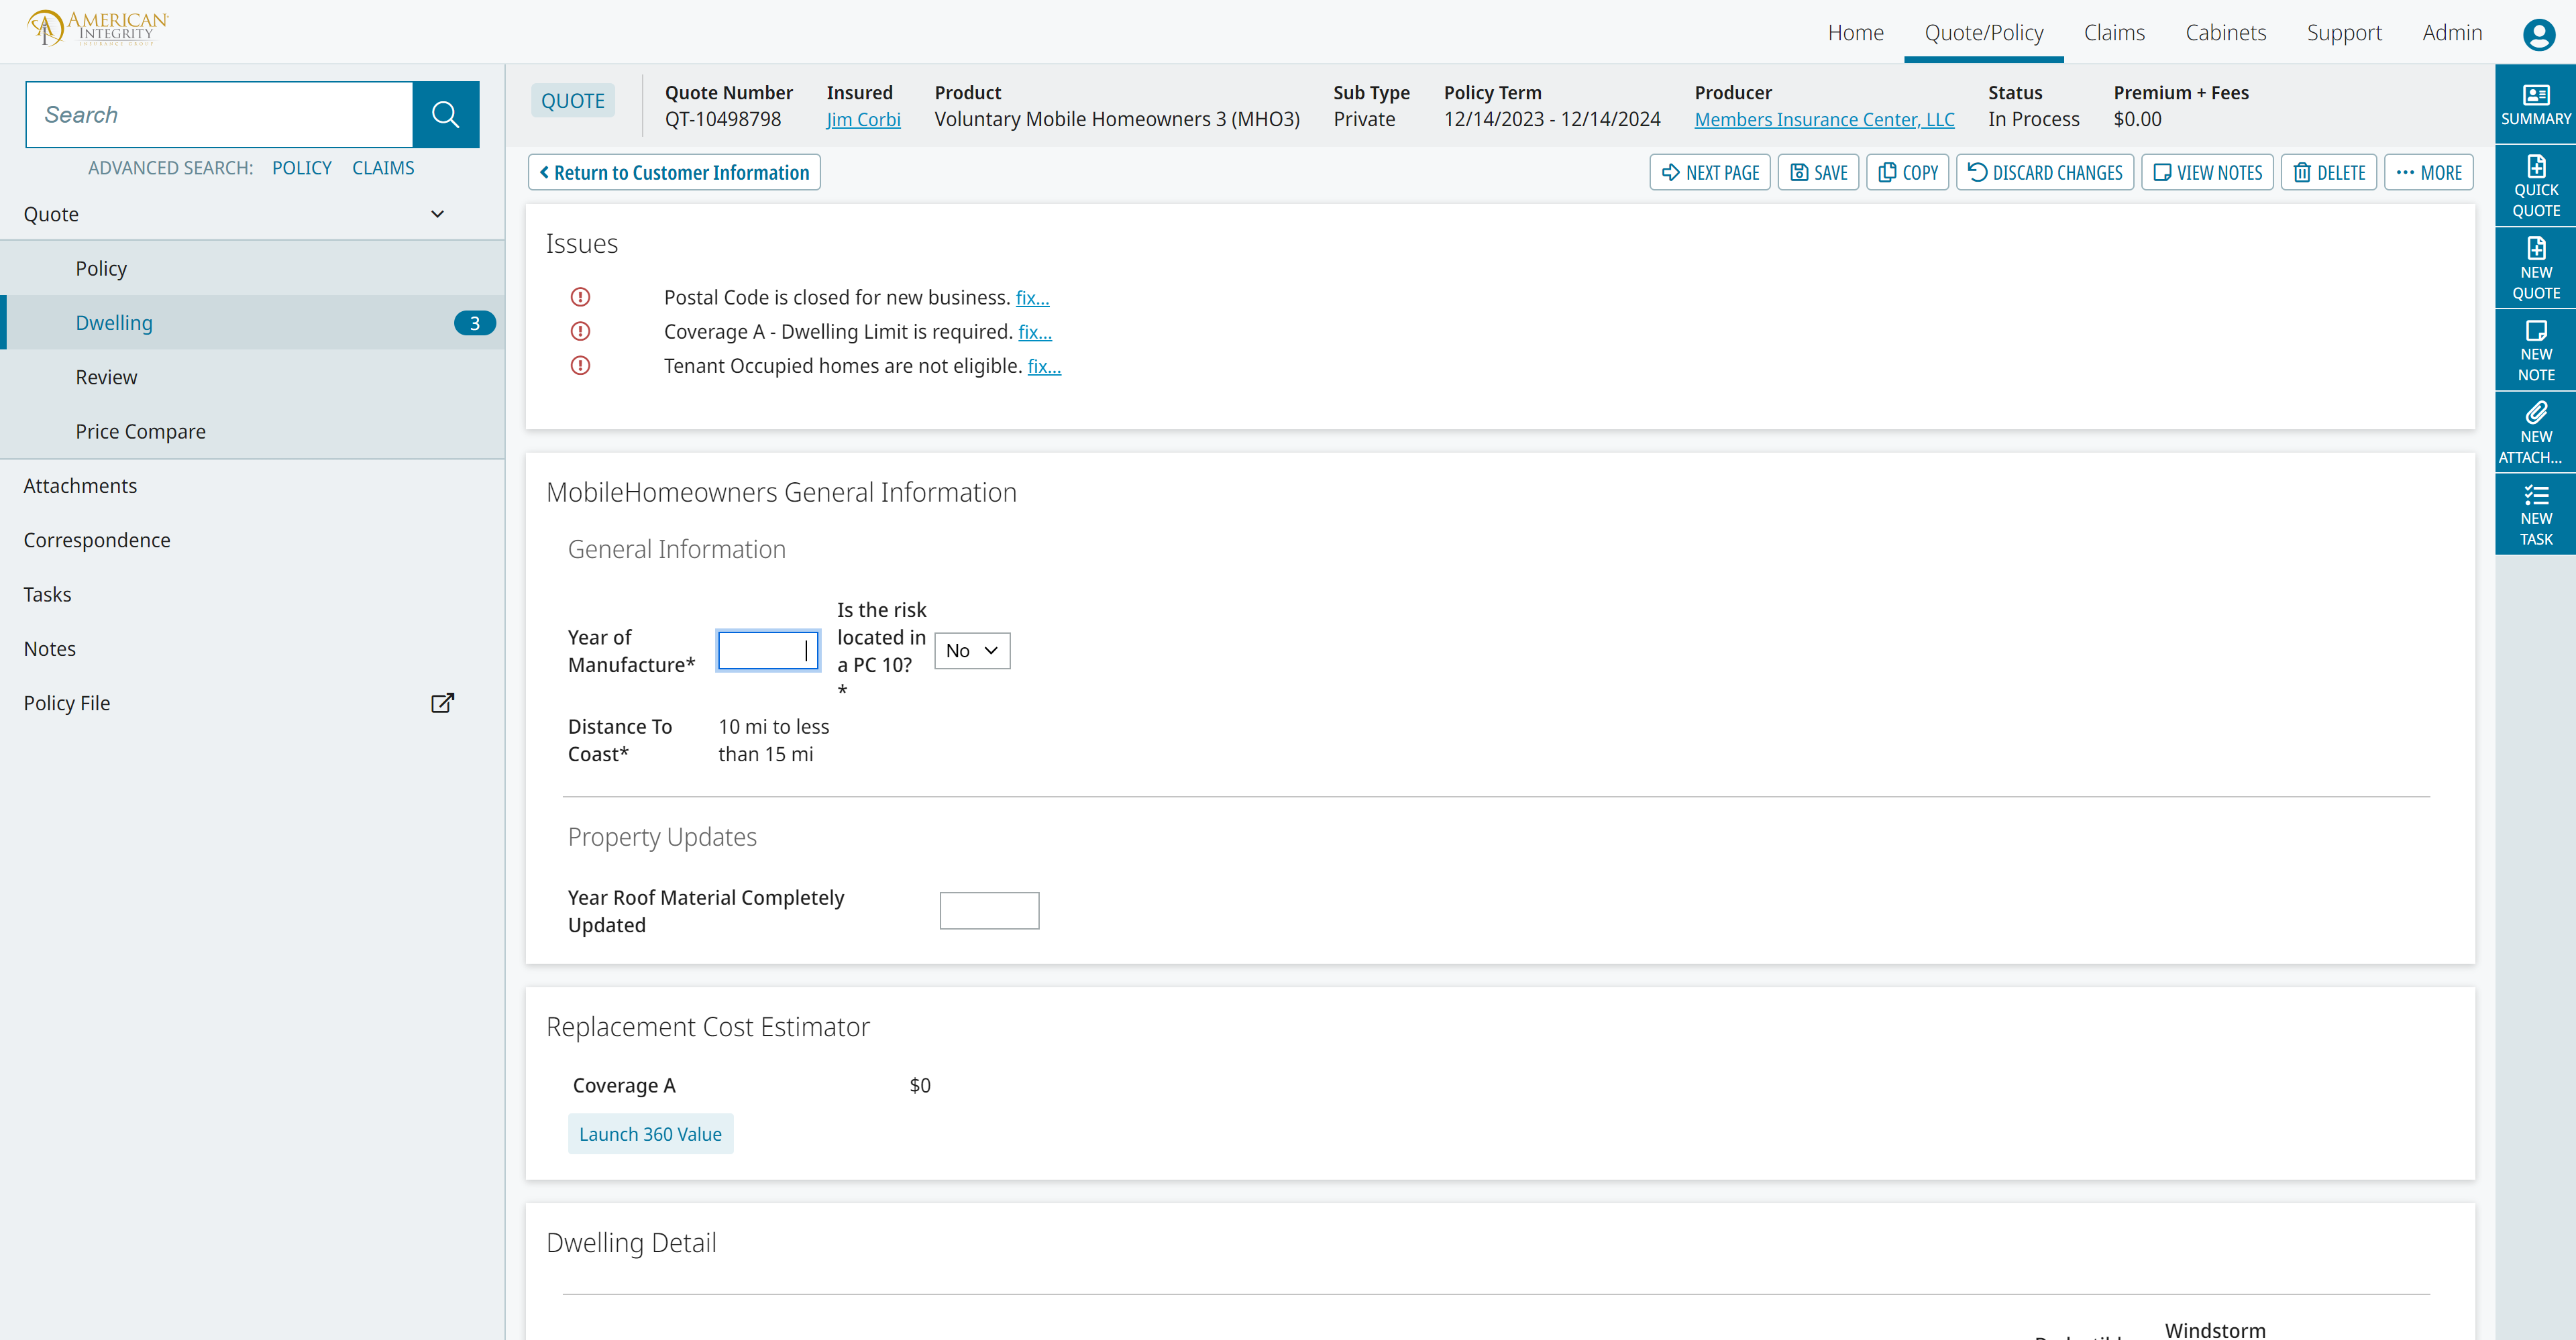 AMERICAN
INTEGRITY
INSURANCE GROUP
Home
Quote/Policy
Claims
Cabinets
Support
Admin
Search
ADVANCED SEARCH: POLICY CLAIMS
Quote
Policy
Dwelling 3
Review
Price Compare
Attachments
Correspondence
Tasks
Notes
Policy File
QUOTE
Quote Number
QT-10498798
Insured
Jim Corbi
Product
Voluntary Mobile Homeowners 3 (MHO3)
Sub Type
Private
Policy Term
12/14/2023 - 12/14/2024
Producer
Members Insurance Center, LLC
Status
In Process
Premium + Fees
$0.00
Return to Customer Information
NEXT PAGE
SAVE
COPY
DISCARD CHANGES
VIEW NOTES
DELETE
MORE
Issues
Postal Code is closed for new business. fix...
Coverage A - Dwelling Limit is required. fix...
Tenant Occupied homes are not eligible. fix...
MobileHomeowners General Information
General Information
Year of
Manufacture*
Is the risk
located in
a PC 10?
*
No
Distance To
Coast*
10 mi to less
than 15 mi
Property Updates
Year Roof Material Completely
Updated
Replacement Cost Estimator
Coverage A $0
Launch 360 Value
Dwelling Detail
Windstorm
SUMMARY
QUICK
QUOTE
NEW
QUOTE
NEW
NOTE
NEW
ATTACH...
NEW
TASK